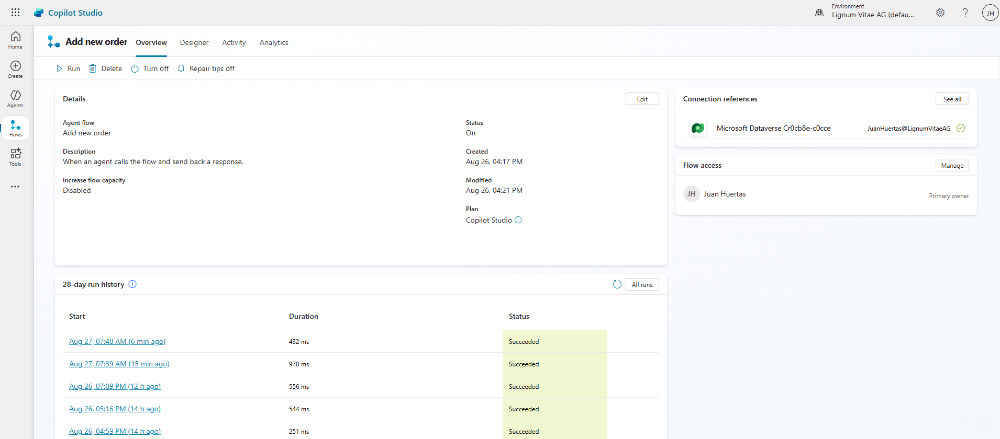 Copilot Studio
Environment
Lignum Vitae AG (defau...
JH
Home
Create
Agents
Flows
Tools
Add new order
Overview
Designer
Activity
Analytics
Run
Delete
Turn off
Repair tips off
Details
Edit
Agent flow
Add new order
Description
When an agent calls the flow and send back a response.
Increase flow capacity
Disabled
Status
On
Created
Aug 26, 04:17 PM
Modified
Aug 26, 04:21 PM
Plan
Copilot Studio
Connection references
See all
Microsoft Dataverse Cr0cb8e-c0cce
JuanHuertas@LignumVitaeAG
Flow access
Manage
JH
Juan Huertas
Primary owner
28-day run history
All runs
Start
Duration
Status
Aug 27, 07:48 AM (6 min ago)
432 ms
Succeeded
Aug 27, 07:39 AM (15 min ago)
970 ms
Succeeded
Aug 26, 07:09 PM (12 h ago)
556 ms
Succeeded
Aug 26, 05:16 PM (14 h ago)
544 ms
Succeeded
Aug 26, 04:59 PM (14 h ago)
251 ms
Succeeded